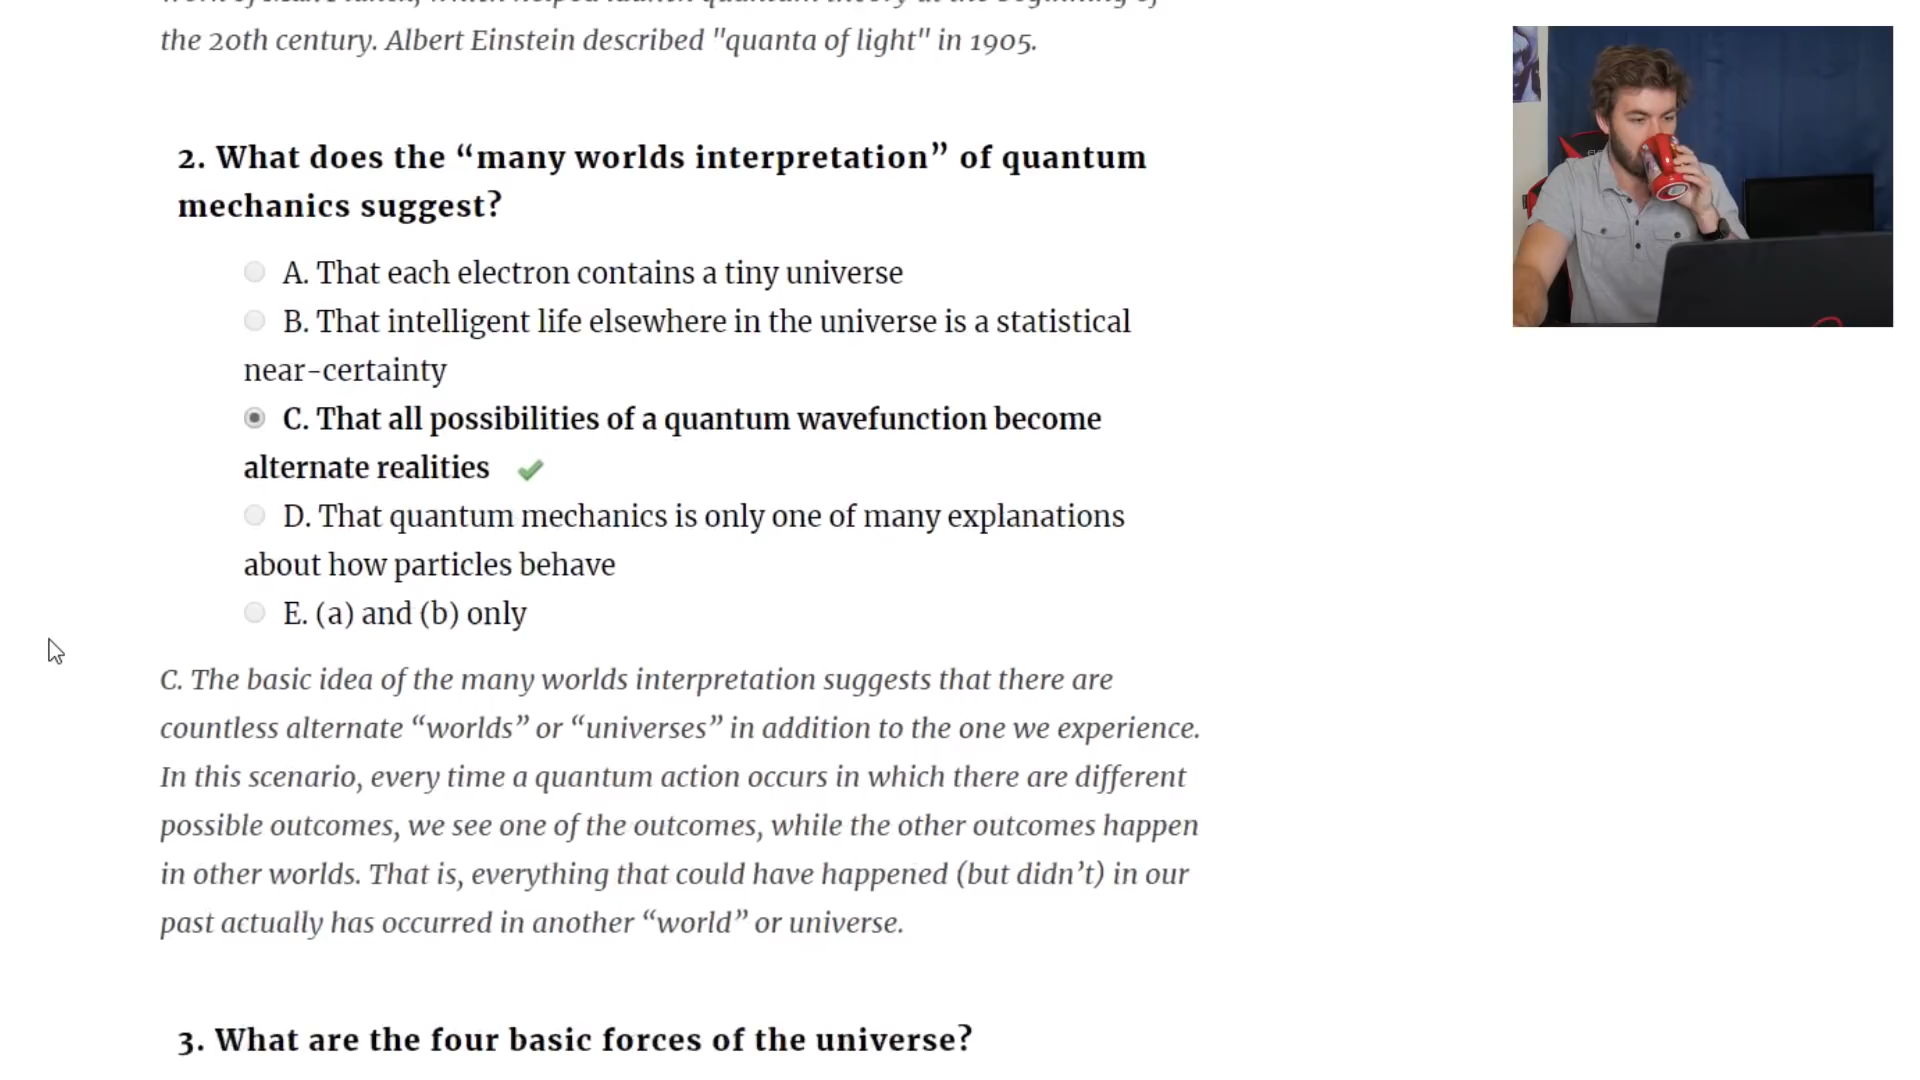 the 20th century. Albert Einstein described "quanta of light" in 1905.
2. What does the “many worlds interpretation” of quantum
mechanics suggest?
A. That each electron contains a tiny universe
B. That intelligent life elsewhere in the universe is a statistical
near-certainty
C. That all possibilities of a quantum wavefunction become
alternate realities
D. That quantum mechanics is only one of many explanations
about how particles behave
E. (a) and (b) only
C. The basic idea of the many worlds interpretation suggests that there are
countless alternate “worlds” or “universes” in addition to the one we experience.
In this scenario, every time a quantum action occurs in which there are different
possible outcomes, we see one of the outcomes, while the other outcomes happen
in other worlds. That is, everything that could have happened (but didn’t) in our
past actually has occurred in another “world” or universe.
3. What are the four basic forces of the universe?